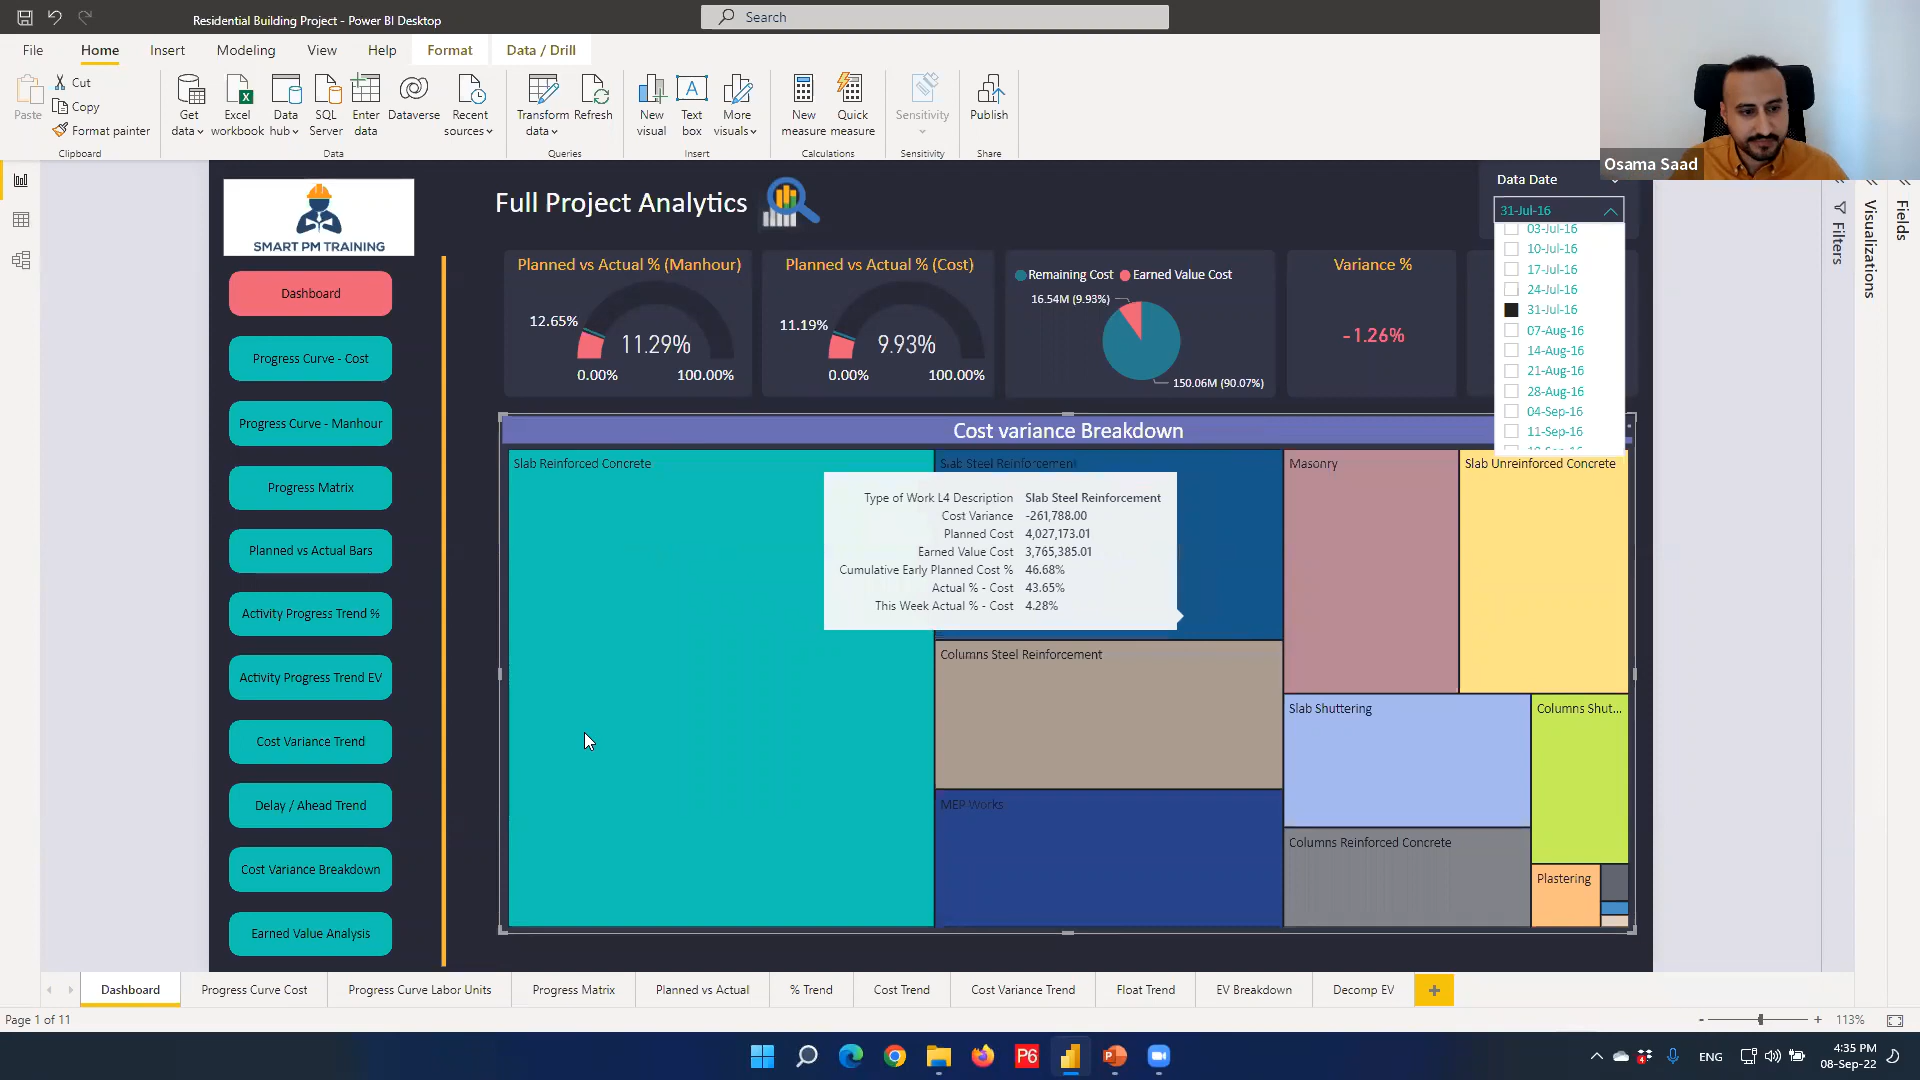 Residential Building Project - Power BI Desktop
Search
File
Home
Insert
Modeling
View
Help
Format
Data / Drill
Paste
Cut
Copy
Format painter
Clipboard
Get data
Excel workbook
Data hub
SQL Server
Enter data
Dataverse
Recent sources
Data
Transform data
Refresh
Queries
New visual
Text box
More visuals
Insert
New measure
Quick measure
Calculations
Sensitivity
Sensitivity
Publish
Share
Osama Saad
SMART PM TRAINING
Full Project Analytics
Data Date
31-Jul-16
03-Jul-16
10-Jul-16
17-Jul-16
24-Jul-16
31-Jul-16
07-Aug-16
14-Aug-16
21-Aug-16
28-Aug-16
04-Sep-16
11-Sep-16
Filters
Visualizations
Fields
Dashboard
Progress Curve - Cost
Progress Curve - Manhour
Progress Matrix
Planned vs Actual Bars
Activity Progress Trend %
Activity Progress Trend EV
Cost Variance Trend
Delay / Ahead Trend
Cost Variance Breakdown
Earned Value Analysis
Planned vs Actual % (Manhour)
12.65%
11.29%
0.00%
100.00%
Planned vs Actual % (Cost)
11.19%
9.93%
0.00%
100.00%
Remaining Cost
Earned Value Cost
16.54M (9.93%)
150.06M (90.07%)
Variance %
-1.26%
Cost variance Breakdown
Slab Reinforced Concrete
Slab Steel Reinforcement
Masonry
Slab Unreinforced Concrete
Type of Work L4 Description Slab Steel Reinforcement
Cost Variance -261,788.00
Planned Cost 4,027,173.01
Earned Value Cost 3,765,385.01
Cumulative Early Planned Cost % 46.68%
Actual % - Cost 43.65%
This Week Actual % - Cost 4.28%
Columns Steel Reinforcement
MEP Works
Slab Shuttering
Columns Shut...
Columns Reinforced Concrete
Plastering
Dashboard
Progress Curve Cost
Progress Curve Labor Units
Progress Matrix
Planned vs Actual
% Trend
Cost Trend
Cost Variance Trend
Float Trend
EV Breakdown
Decomp EV
+
Page 1 of 11
- + 113%
P6
ENG
4:35 PM
08-Sep-22